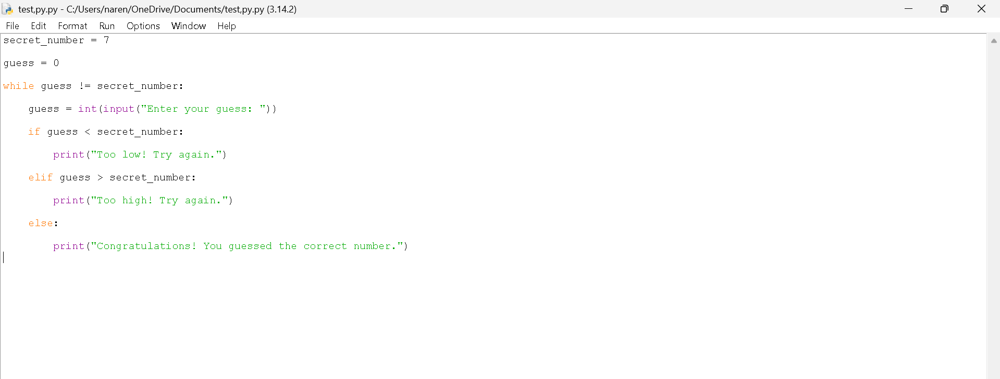 test,py.py - C:/Users/naren/OneDrive/Documents/test,py.py (3.14.2)
File Edit Format Run Options Window Help
secret_number = 7
guess = 0
while guess != secret_number:
    guess = int(input("Enter your guess: "))
    if guess < secret_number:
        print("Too low! Try again.")
    elif guess > secret_number:
        print("Too high! Try again.")
    else:
        print("Congratulations! You guessed the correct number.")